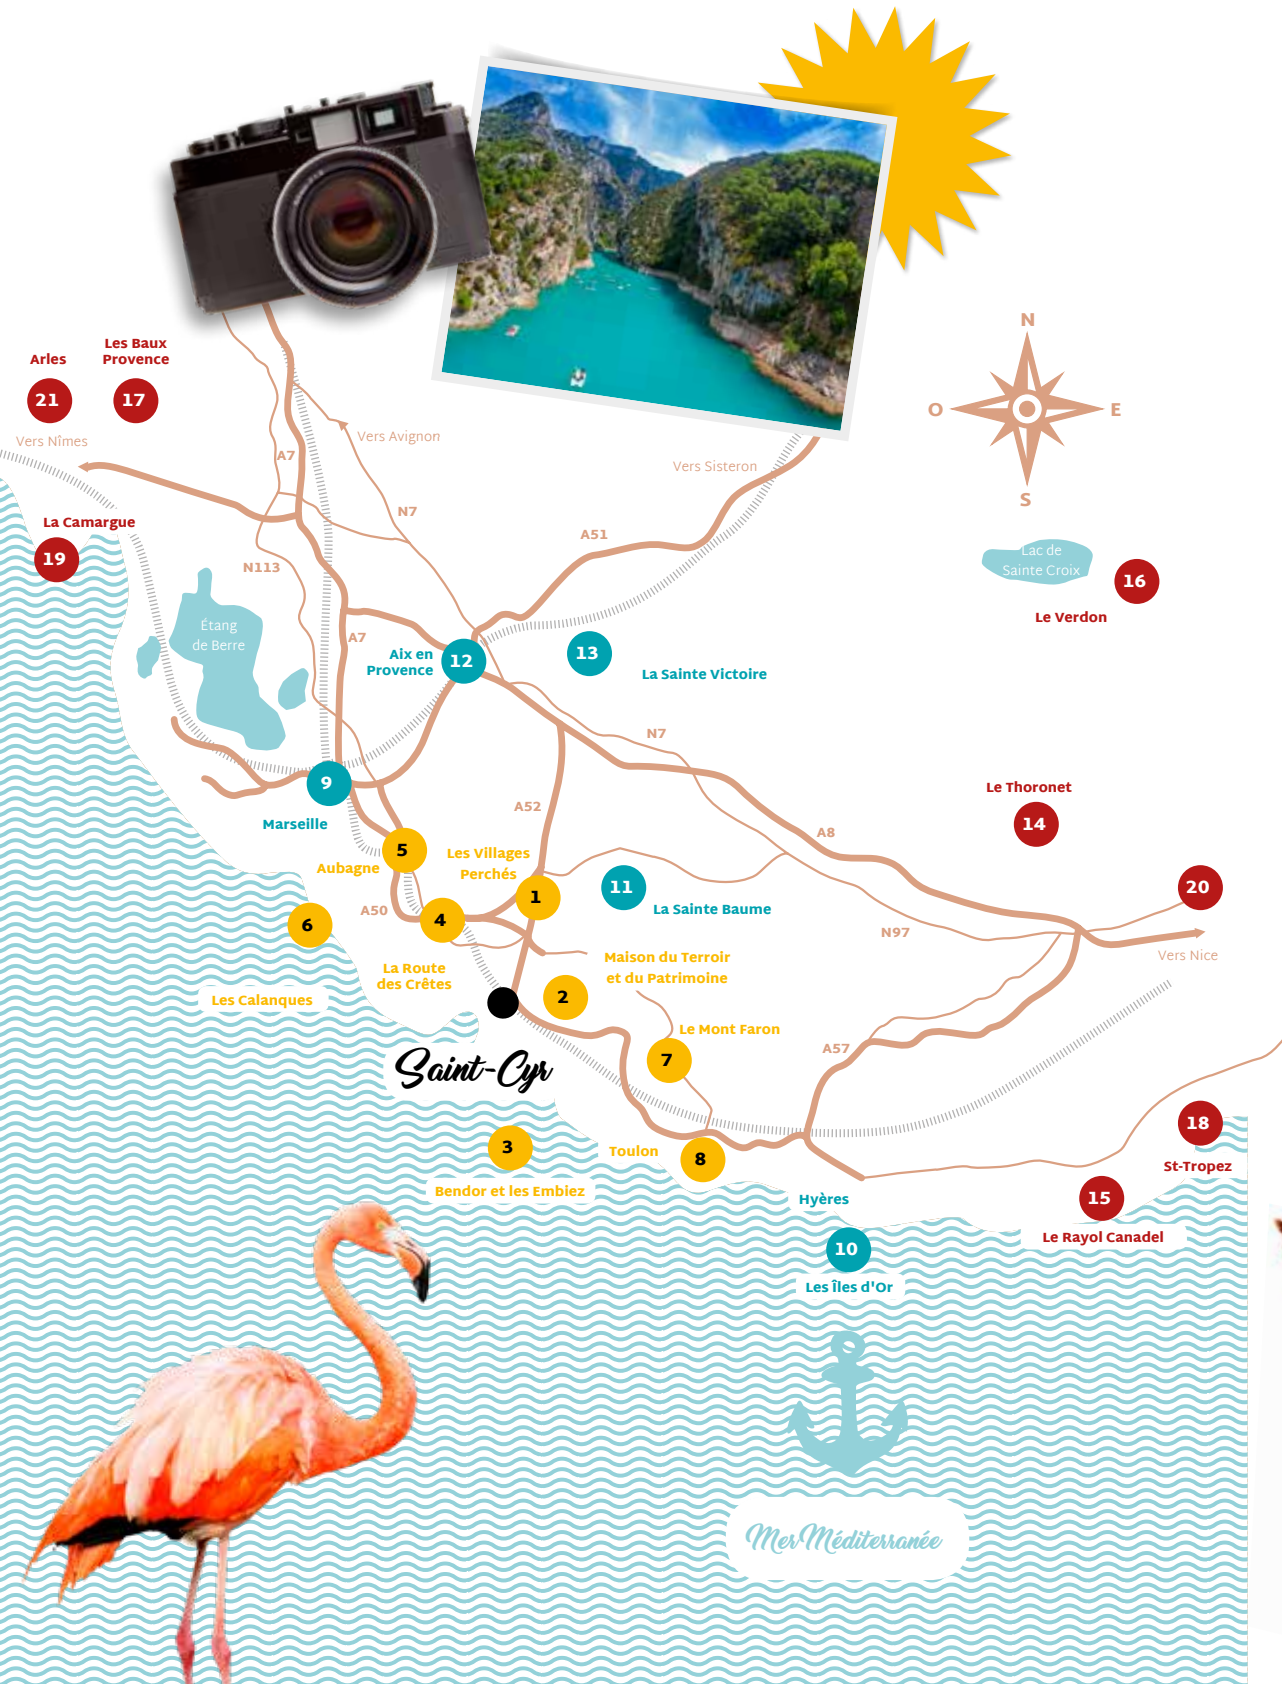 N
O
E
S
Arles
Les Baux
Provence
21
17
Vers Nîmes
Vers Avignon
A7
Vers Sisteron
N7
A51
La Camargue
19
N113
Lac de
Sainte Croix
16
Le Verdon
Étang
de Berre
A7
Aix en
Provence
12
13
La Sainte Victoire
N7
9
Marseille
A52
Le Thoronet
14
A8
5
Aubagne
Les Villages
Perchés
1
11
La Sainte Baume
20
A50
4
6
N97
Vers Nice
La Route
des Crêtes
Maison du Terroir
et du Patrimoine
2
Les Calanques
Le Mont Faron
7
A57
Saint-Cyr
3
Bendor et les Embiez
Toulon
8
18
St-Tropez
Hyères
15
Le Rayol Canadel
10
Les Îles d'Or
Mer Méditerranée